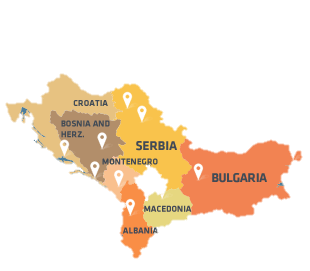 CROATIA
BOSNIA AND
HERZ.
SERBIA
MONTENEGRO
BULGARIA
MACEDONIA
ALBANIA